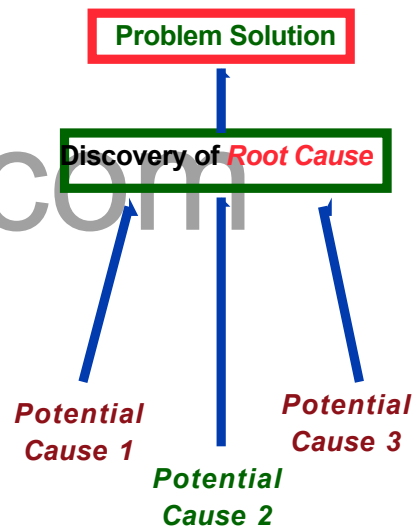 Problem Solution
Discovery of Root Cause
com
Potential
Cause 1
Potential
Cause 2
Potential
Cause 3